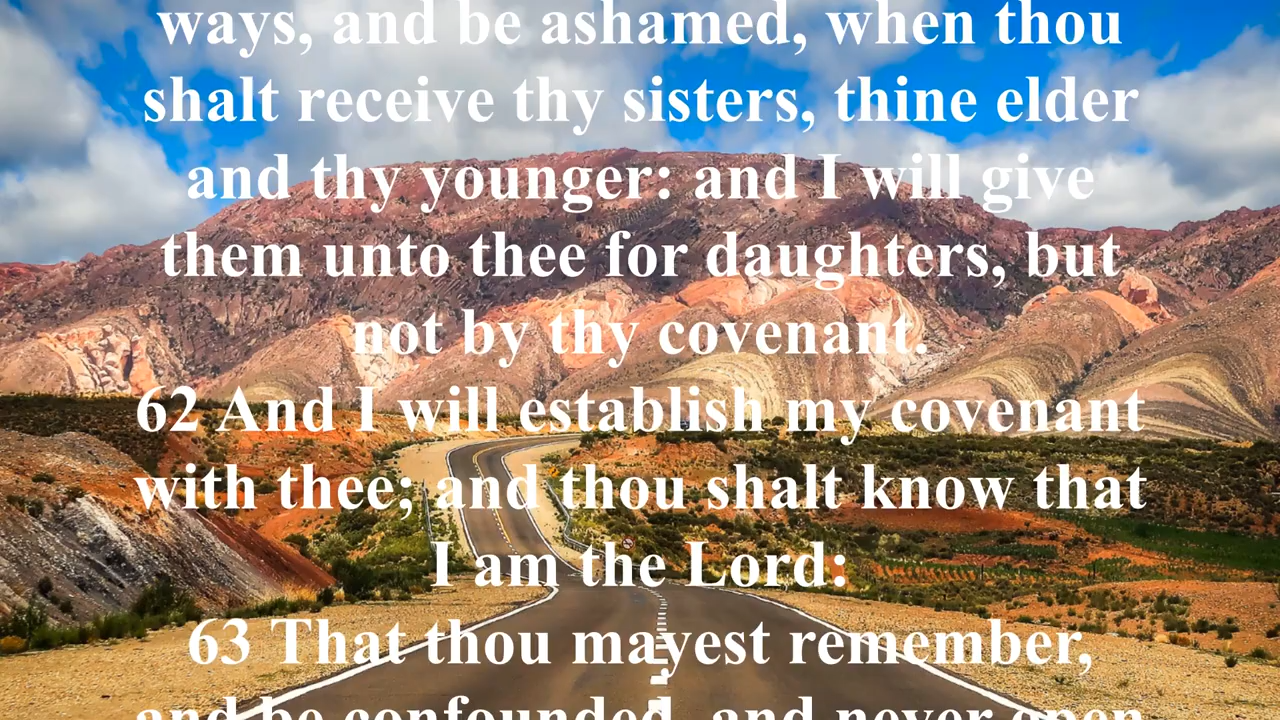 ways, and be ashamed, when thou
shalt receive thy sisters, thine elder
and thy younger: and I will give
them unto thee for daughters, but
not by thy covenant.
62 And I will establish my covenant
with thee; and thou shalt know that
I am the Lord:
63 That thou mayest remember,
and be confounded, and never open